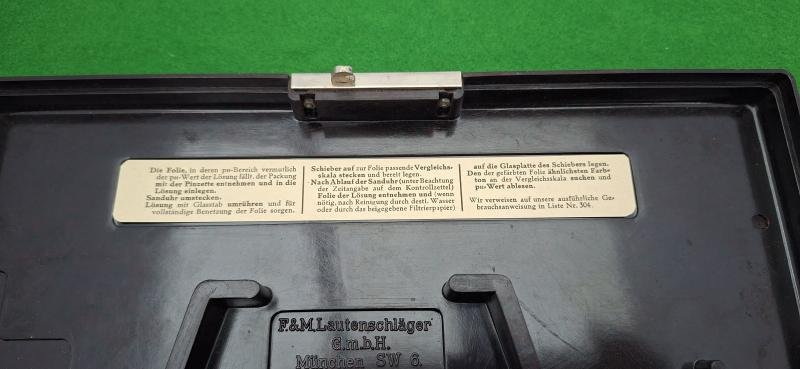 Die Folie, in deren pH-Bereich vermutlich
der pH-Wert der Lösung fällt, der Packung
mit der Pinzette entnehmen und in die
Lösung einlegen.
Sanduhr umstecken.
Lösung mit Glasstab umrühren und für
vollständige Benetzung der Folie sorgen.
Schieber auf zur Folie passende Vergleichs-
skala stecken und bereit legen.
Nach Ablauf der Sanduhr (unter Beachtung
der Zeitangabe auf dem Kontrollzettel)
Folie der Lösung entnehmen und (wenn
nötig, nach Reinigung durch destl. Wasser
oder durch das beigegebene Filtrierpapier)
auf die Glasplatte des Schiebers legen.
Den der gefärbten Folie ähnlichsten Farb-
ton an der Vergleichsskala suchen und
pH-Wert ablesen.
Wir verweisen auf unsere ausführliche Ge-
brauchsanweisung in Liste Nr. 304.
F.&M. Lautenschläger
G.m.b.H.
München SW 6.